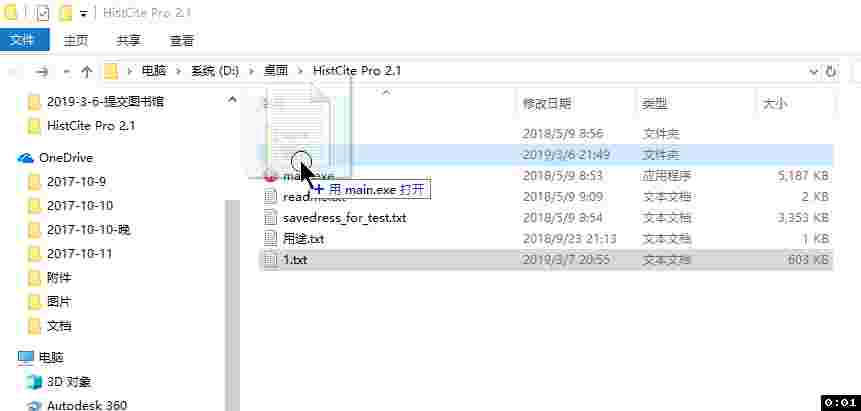 HistCite Pro 2.1
文件 主页 共享 查看
电脑 系统 (D:) 桌面 HistCite Pro 2.1
2019-3-6-提交图书馆
HistCite Pro 2.1
OneDrive
2017-10-9
2017-10-10
2017-10-10-晚
2017-10-11
附件
图片
文档
电脑
3D 对象
Autodesk 360
修改日期 类型 大小
2018/5/9 8:56 文件夹
2019/3/6 21:49 文件夹
main.exe 2018/5/9 8:53 应用程序 5,187 KB
用 main.exe 打开
readme.txt 2018/5/9 9:09 文本文档 2 KB
savedress_for_test.txt 2018/5/9 8:54 文本文档 3,353 KB
用途.txt 2018/9/23 21:13 文本文档 1 KB
1.txt 2019/3/7 20:55 文本文档 603 KB
0:01